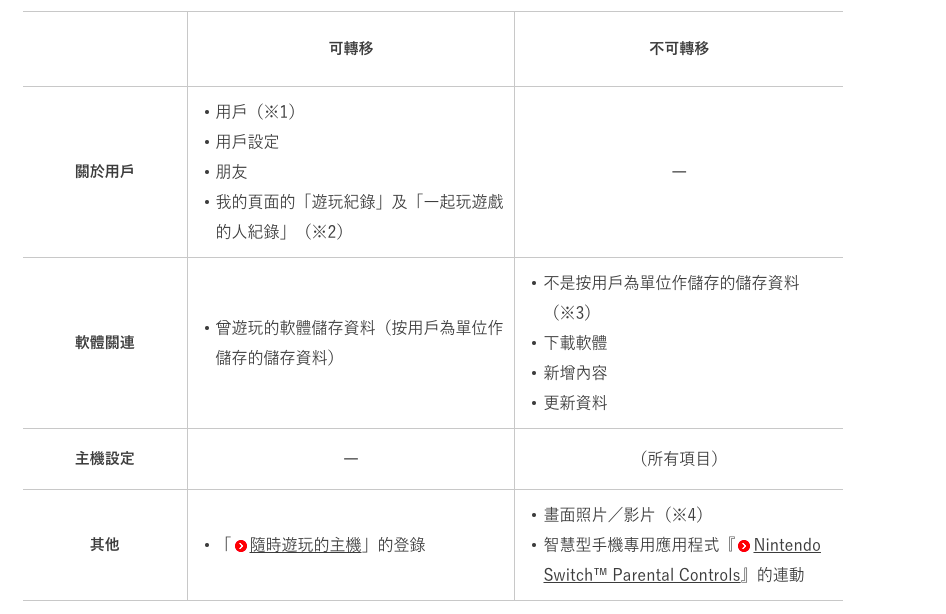 可轉移
不可轉移
關於用戶
• 用戶（※1）
• 用戶設定
• 朋友
• 我的頁面的「遊玩紀錄」及「一起玩遊戲
的人紀錄」（※2）
—
軟體關連
• 曾遊玩的軟體儲存資料（按用戶為單位作
儲存的儲存資料）
• 不是按用戶為單位作儲存的儲存資料
（※3）
• 下載軟體
• 新增內容
• 更新資料
主機設定
—
（所有項目）
其他
• 「隨時遊玩的主機」的登錄
• 畫面照片／影片（※4）
• 智慧型手機專用應用程式『Nintendo
Switch™ Parental Controls』的連動